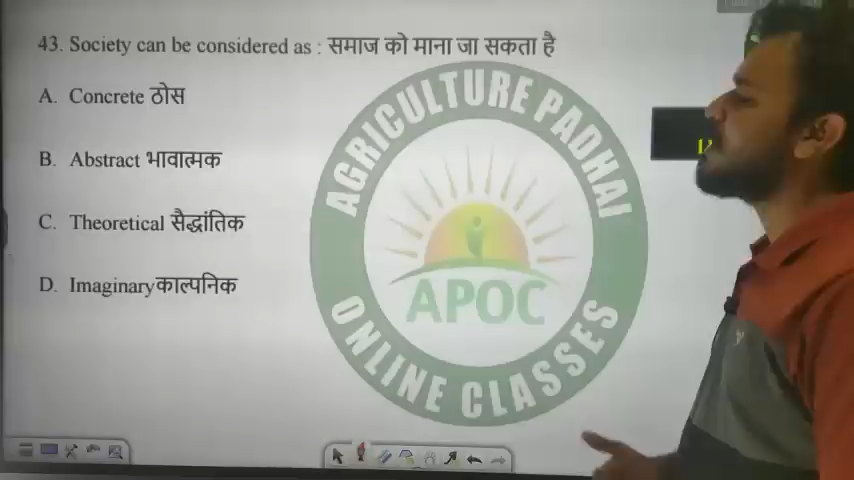 43. Society can be considered as : समाज को माना जा सकता है
A. Concrete ठोस
B. Abstract भावात्मक
C. Theoretical सैद्धांतिक
D. Imaginary काल्पनिक
AGRICULTURE PADHAI
APOC
ONLINE CLASSES